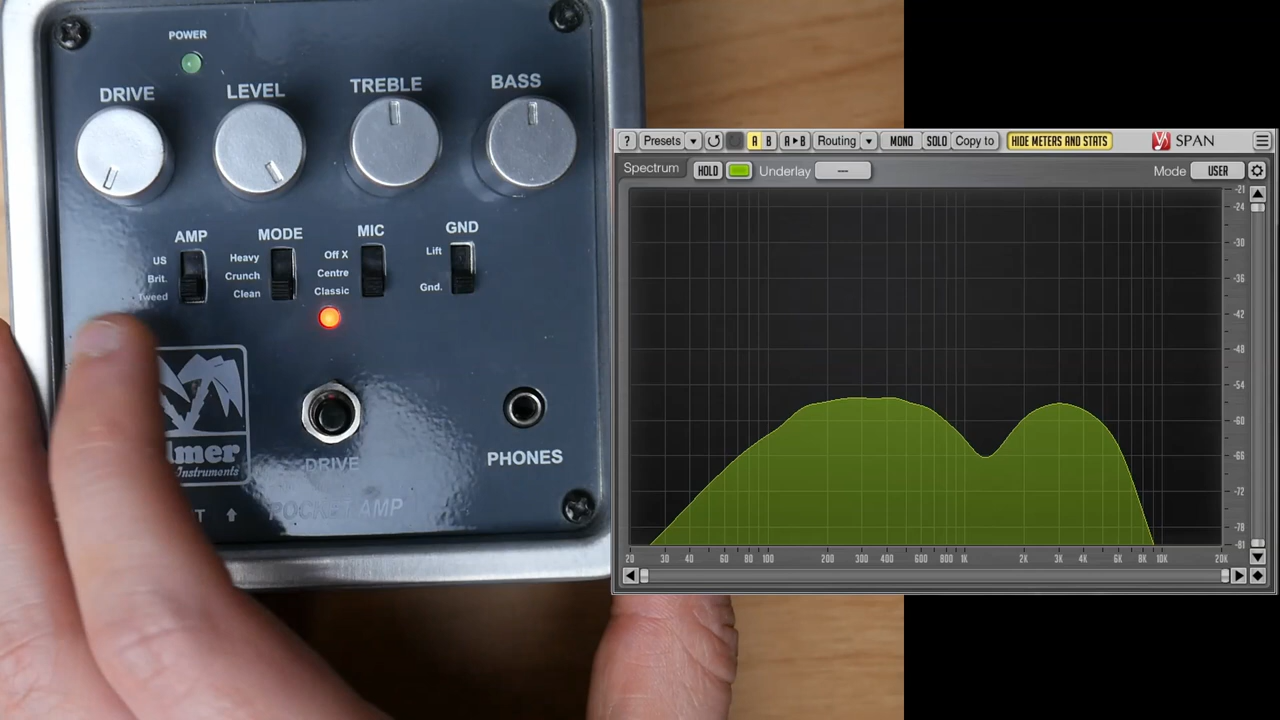 POWER
DRIVE LEVEL TREBLE BASS
AMP MODE MIC GND
US Heavy Off X Lift
Brit. Crunch Centre
Tweed Clean Classic Gnd.
lmer
Instruments
DRIVE
PHONES
T POCKET AMP
? Presets A B A▸B Routing MONO SOLO Copy to HIDE METERS AND STATS SPAN
Spectrum HOLD Underlay --- Mode USER
-21
-24
-30
-36
-42
-48
-54
-60
-66
-72
-78
-81
20 30 40 60 80 100 200 300 400 600 800 1K 2K 3K 4K 6K 8K 10K 20K